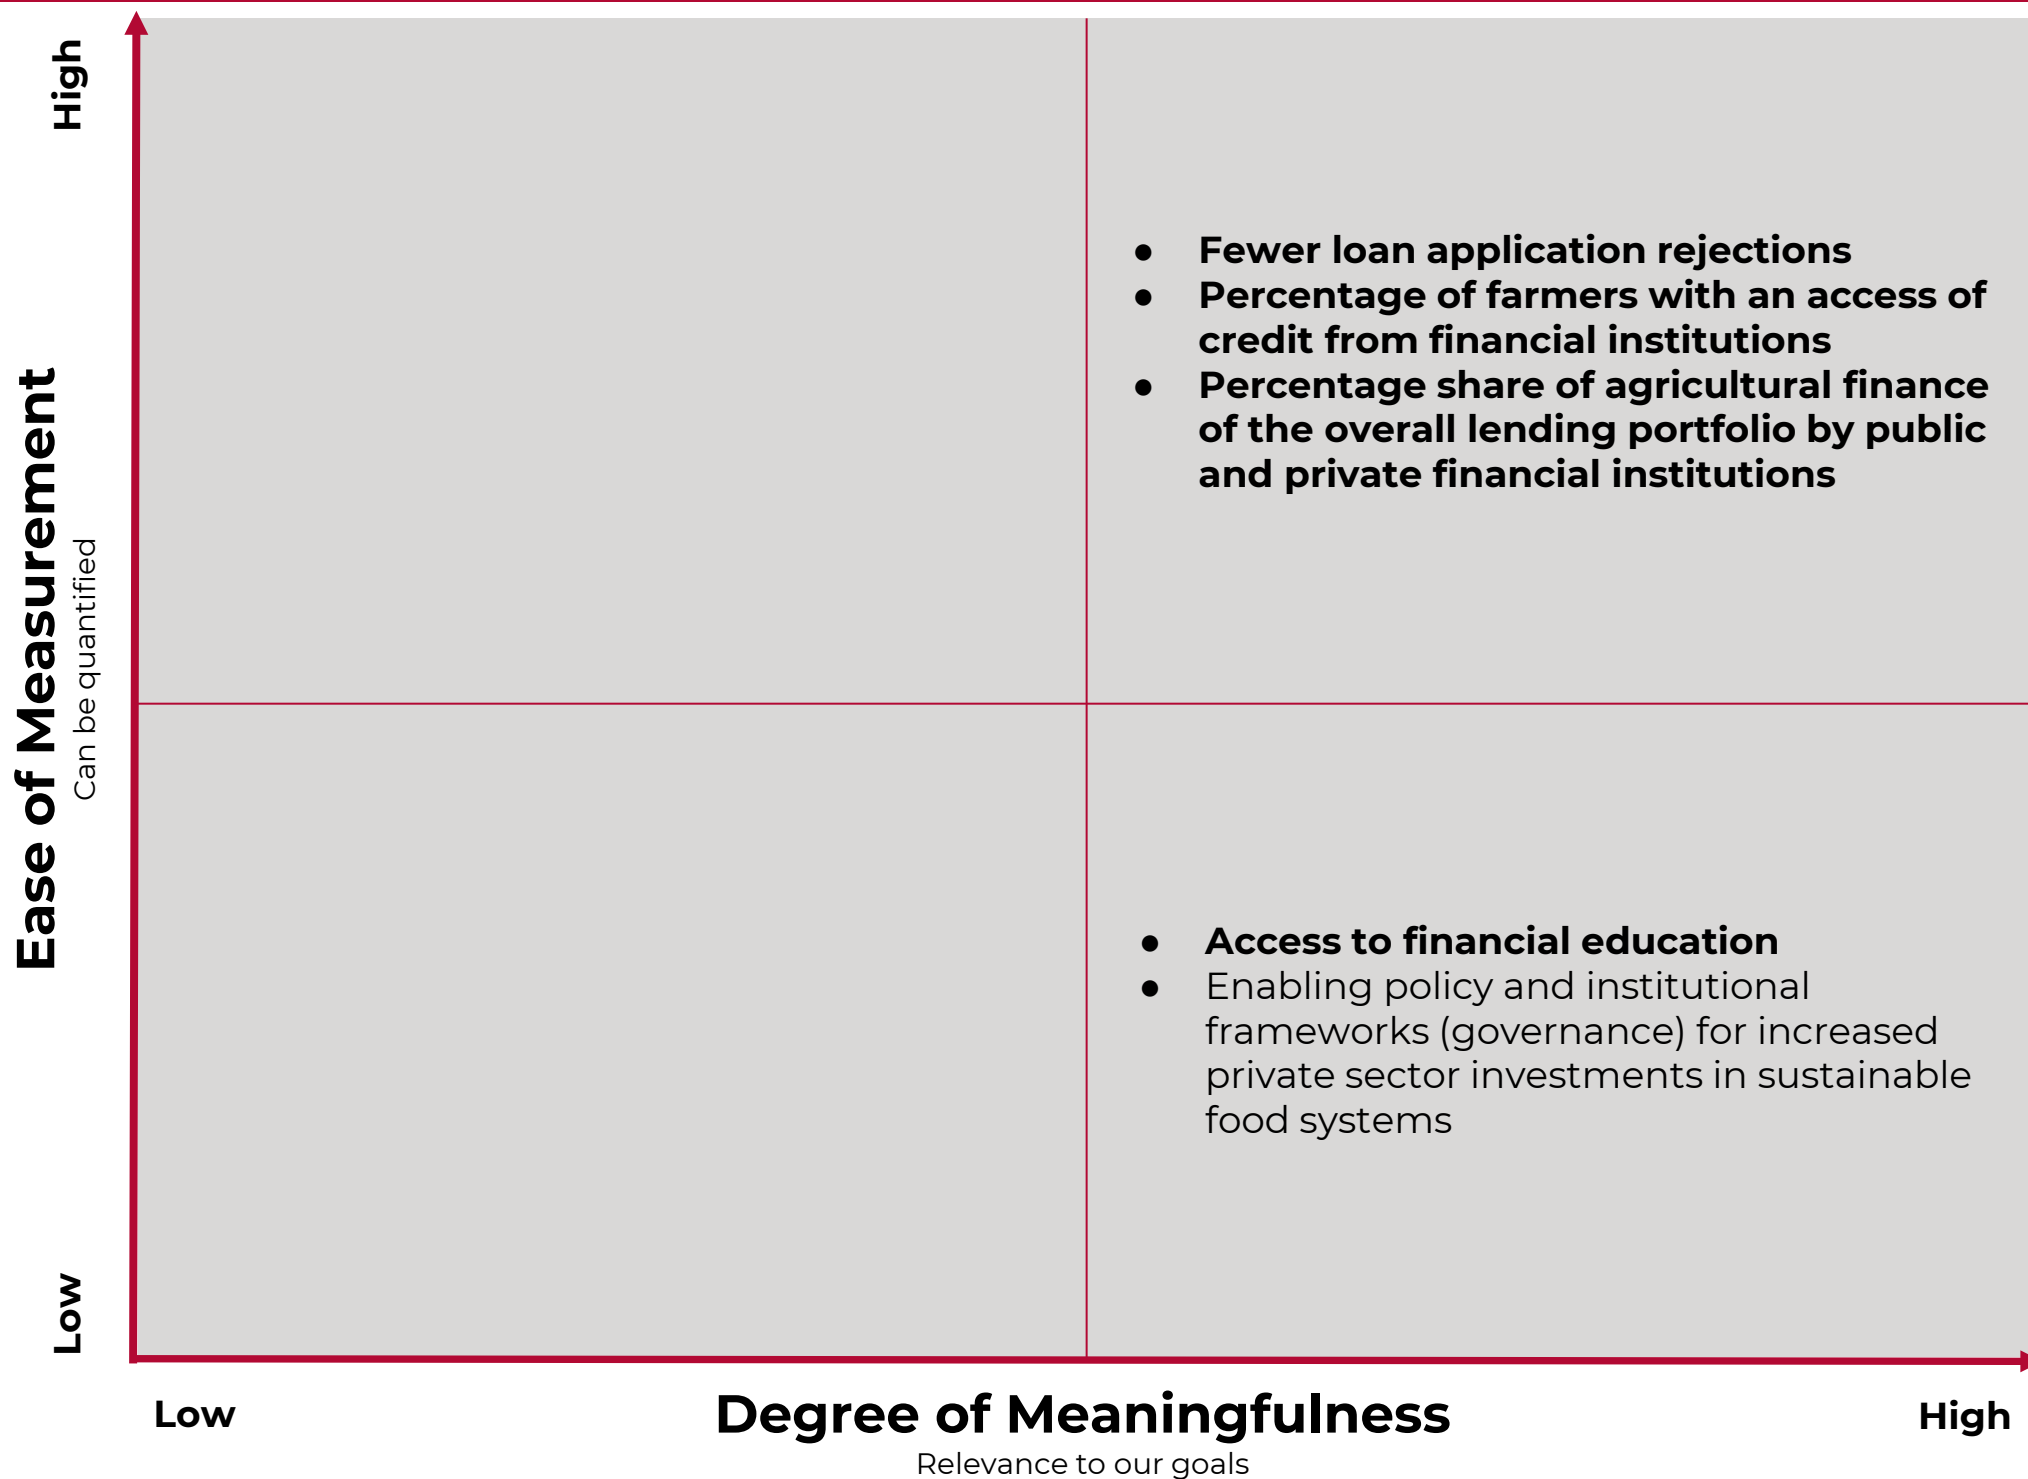 High
Ease of Measurement
Can be quantified
Low
● Fewer loan application rejections
● Percentage of farmers with an access of
credit from financial institutions
● Percentage share of agricultural finance
of the overall lending portfolio by public
and private financial institutions
● Access to financial education
● Enabling policy and institutional
frameworks (governance) for increased
private sector investments in sustainable
food systems
Low
Degree of Meaningfulness
High
Relevance to our goals